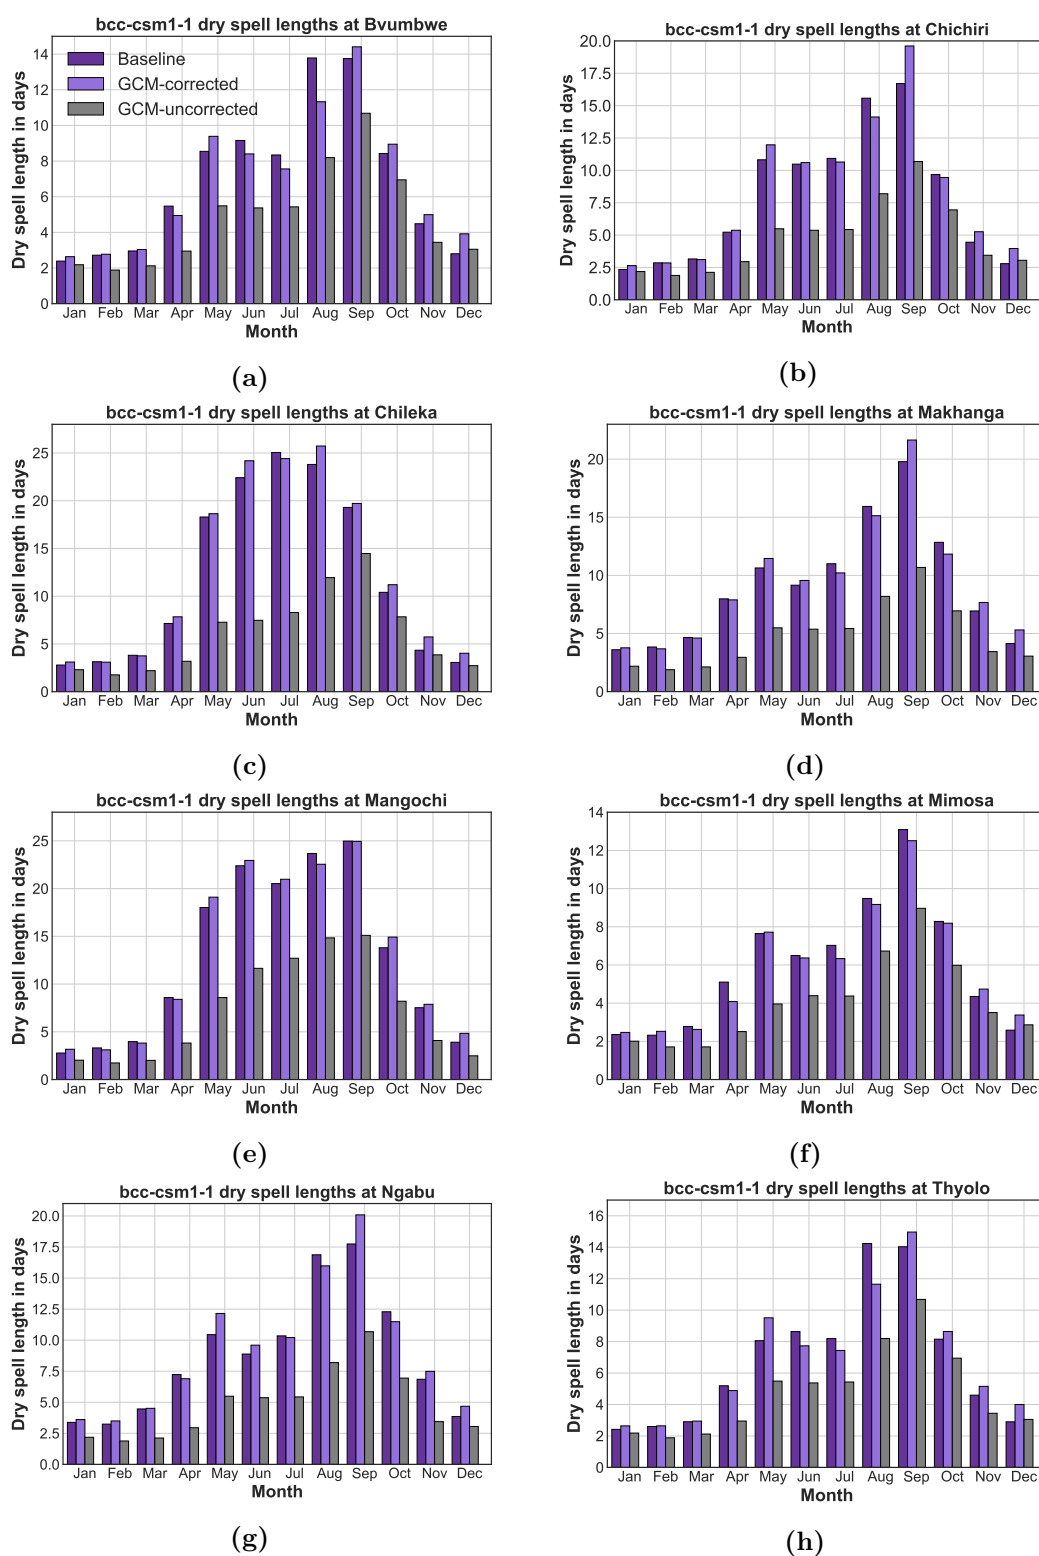 bcc-csm1-1 dry spell lengths at Bvumbwe
Dry spell length in days
14
12
10
8
6
4
2
0
Baseline
GCM-corrected
GCM-uncorrected
Jan Feb Mar Apr May Jun Jul Aug Sep Oct Nov Dec
Month
(a)
bcc-csm1-1 dry spell lengths at Chichiri
Dry spell length in days
20.0
17.5
15.0
12.5
10.0
7.5
5.0
2.5
0.0
Jan Feb Mar Apr May Jun Jul Aug Sep Oct Nov Dec
Month
(b)
bcc-csm1-1 dry spell lengths at Chileka
Dry spell length in days
25
20
15
10
5
0
Jan Feb Mar Apr May Jun Jul Aug Sep Oct Nov Dec
Month
(c)
bcc-csm1-1 dry spell lengths at Makhanga
Dry spell length in days
20
15
10
5
0
Jan Feb Mar Apr May Jun Jul Aug Sep Oct Nov Dec
Month
(d)
bcc-csm1-1 dry spell lengths at Mangochi
Dry spell length in days
25
20
15
10
5
0
Jan Feb Mar Apr May Jun Jul Aug Sep Oct Nov Dec
Month
(e)
bcc-csm1-1 dry spell lengths at Mimosa
Dry spell length in days
14
12
10
8
6
4
2
0
Jan Feb Mar Apr May Jun Jul Aug Sep Oct Nov Dec
Month
(f)
bcc-csm1-1 dry spell lengths at Ngabu
Dry spell length in days
20.0
17.5
15.0
12.5
10.0
7.5
5.0
2.5
0.0
Jan Feb Mar Apr May Jun Jul Aug Sep Oct Nov Dec
Month
(g)
bcc-csm1-1 dry spell lengths at Thyolo
Dry spell length in days
16
14
12
10
8
6
4
2
0
Jan Feb Mar Apr May Jun Jul Aug Sep Oct Nov Dec
Month
(h)